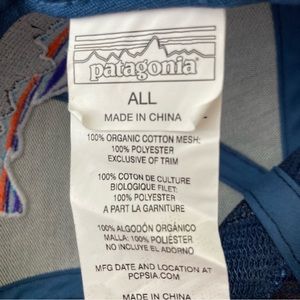 patagonia
ALL
MADE IN CHINA
100% ORGANIC COTTON MESH:
100% POLYESTER
EXCLUSIVE OF TRIM
100% COTON DE CULTURE
BIOLOGIQUE FILET:
100% POLYESTER
A PART LA GARNITURE
100% ALGODÓN ORGÁNICO
MALLA: 100% POLIÉSTER
NO INCLUYE EL ADORNO
MFG DATE AND LOCATION AT
PCPSIA.COM
MADE IN CHINA